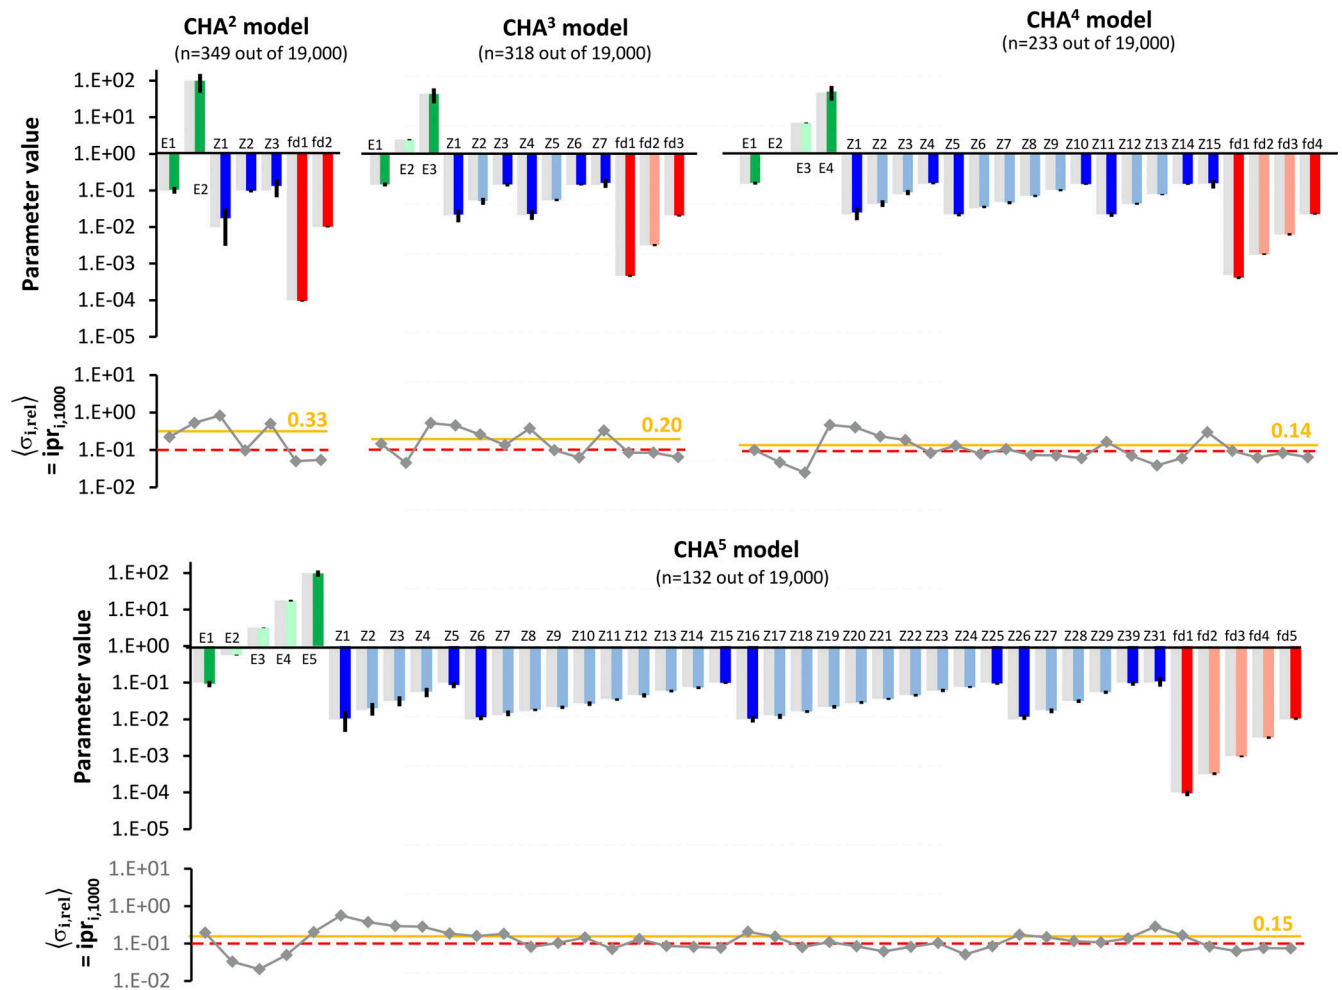 CHA² model
(n=349 out of 19,000)
CHA³ model
(n=318 out of 19,000)
CHA⁴ model
(n=233 out of 19,000)
Parameter value
1.E+02
1.E+01
1.E+00
1.E-01
1.E-02
1.E-03
1.E-04
1.E-05
E1 E2 Z1 Z2 Z3 fd1 fd2
E1 E2 E3 Z1 Z2 Z3 Z4 Z5 Z6 Z7 fd1 fd2 fd3
E1 E2 E3 E4 Z1 Z2 Z3 Z4 Z5 Z6 Z7 Z8 Z9 Z10 Z11 Z12 Z13 Z14 Z15 fd1 fd2 fd3 fd4
⟨σi,rel⟩
= ipri,1000
1.E+01
1.E+00
1.E-01
1.E-02
0.33
0.20
0.14
CHA⁵ model
(n=132 out of 19,000)
Parameter value
1.E+02
1.E+01
1.E+00
1.E-01
1.E-02
1.E-03
1.E-04
1.E-05
E1 E2 E3 E4 E5 Z1 Z2 Z3 Z4 Z5 Z6 Z7 Z8 Z9 Z10 Z11 Z12 Z13 Z14 Z15 Z16 Z17 Z18 Z19 Z20 Z21 Z22 Z23 Z24 Z25 Z26 Z27 Z28 Z29 Z39 Z31 fd1 fd2 fd3 fd4 fd5
⟨σi,rel⟩
= ipri,1000
1.E+01
1.E+00
1.E-01
1.E-02
0.15